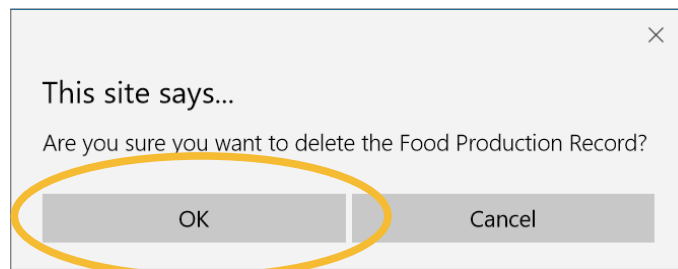 This site says...
Are you sure you want to delete the Food Production Record?
OK Cancel